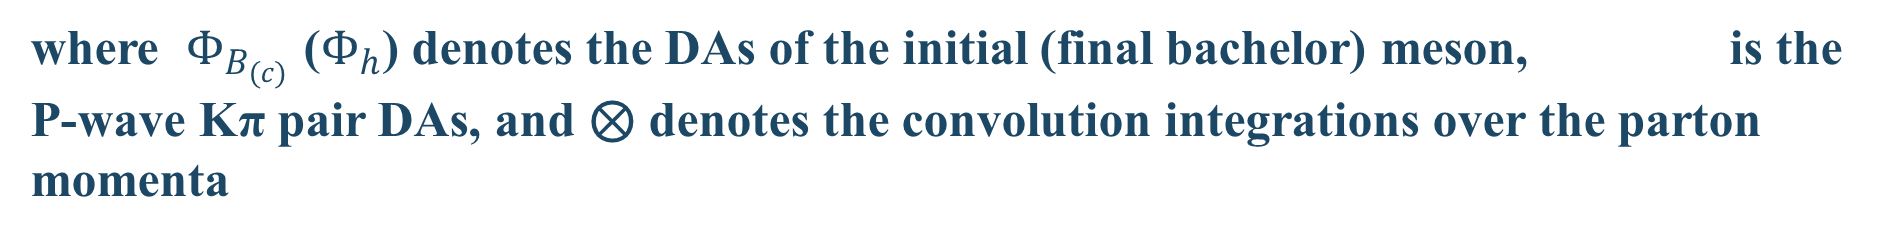 where Φ_{B_{(c)}} (Φ_h) denotes the DAs of the initial (final bachelor) meson, is the
P-wave Kπ pair DAs, and ⊗ denotes the convolution integrations over the parton
momenta